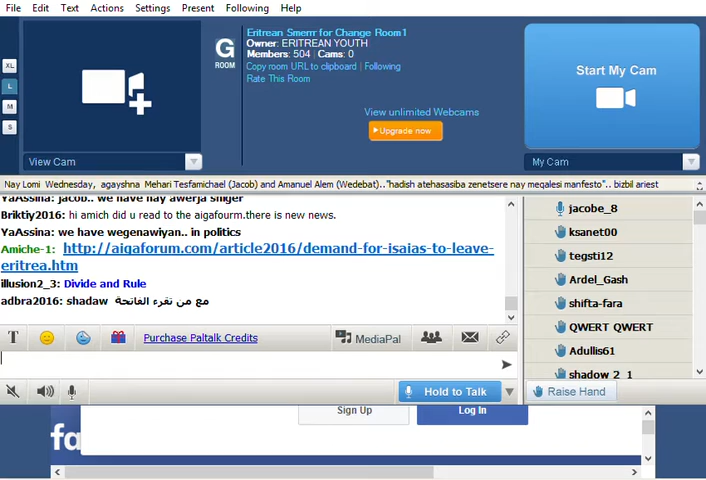 File Edit Text Actions Settings Present Following Help
Eritrean Smerrr for Change Room1
Owner: ERITREAN YOUTH
Members: 504 | Cams: 0
Copy room URL to clipboard | Following
Rate This Room
G
ROOM
XL
L
M
S
View unlimited Webcams
Upgrade now
Start My Cam
View Cam
My Cam
Nay Lomi Wednesday, agayshna Mehari Tesfamichael (Jacob) and Amanuel Alem (Wedebat).."hadish atehasasiba zenetsere nay meqalesi manfesto".. bizbil ariest
YaAssina: jacob.. we have nay awerja shiger
Briktiy2016: hi amich did u read to the aigafourm.there is new news.
YaAssina: we have wegenawiyan.. in politics
Amiche-1: http://aigaforum.com/article2016/demand-for-isaias-to-leave-
eritrea.htm
illusion2_3: Divide and Rule
adbra2016: shadaw مع من تقرء الفاتحة
jacobe_8
ksanet00
tegsti12
Ardel_Gash
shifta-fara
QWERT QWERT
Adullis61
shadow_2_1
T
Purchase Paltalk Credits
MediaPal
Hold to Talk
Raise Hand
Sign Up
Log In
fa